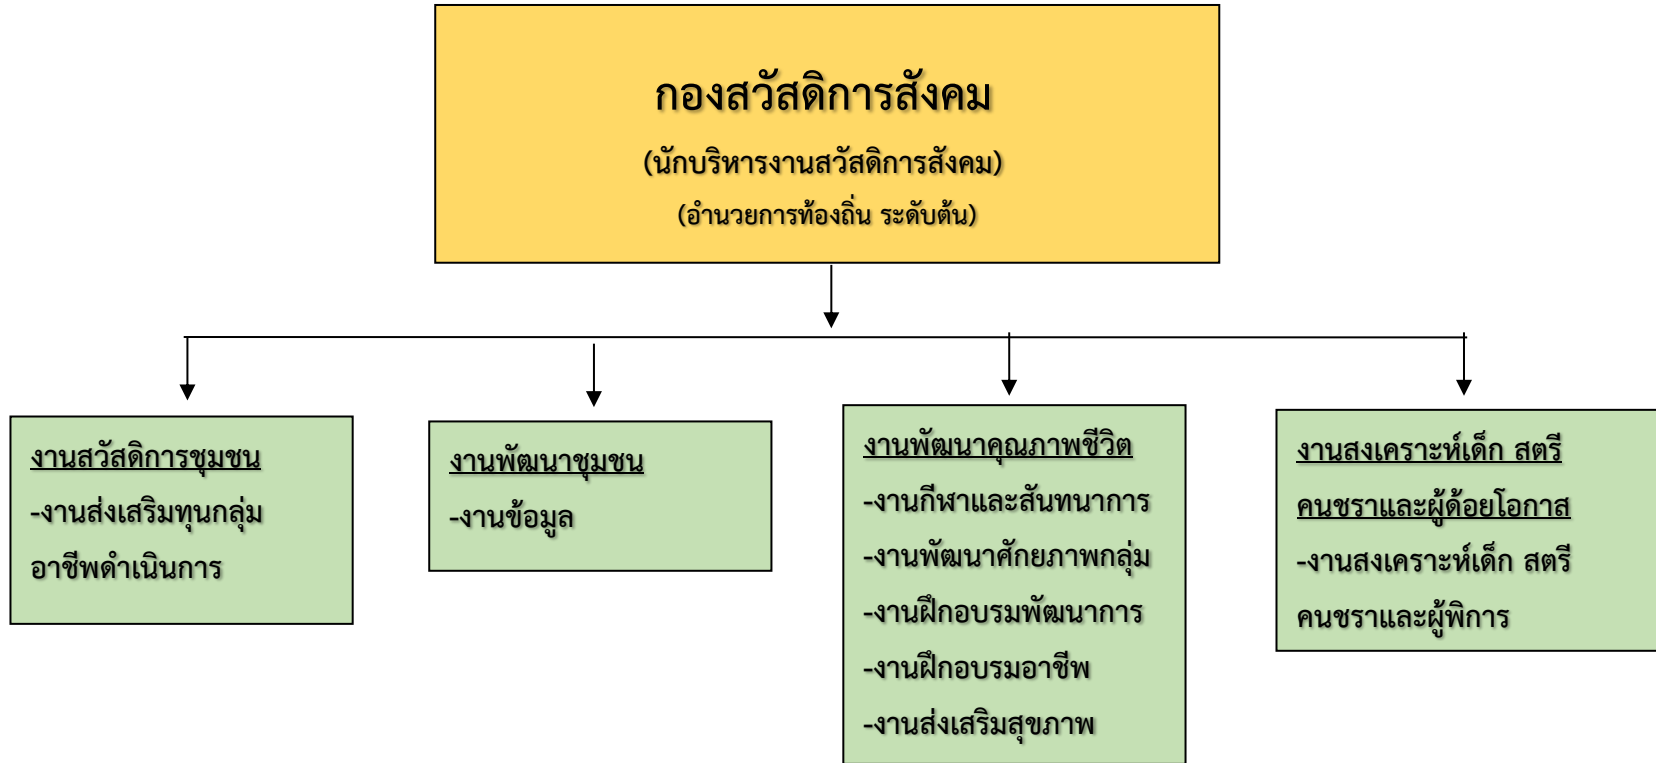 กองสวัสดิการสังคม
(นักบริหารงานสวัสดิการสังคม)
(อำนวยการท้องถิ่น ระดับต้น)
งานสวัสดิการชุมชน
-งานส่งเสริมทุนกลุ่ม
อาชีพดำเนินการ
งานพัฒนาชุมชน
-งานข้อมูล
งานพัฒนาคุณภาพชีวิต
-งานกีฬาและสันทนาการ
-งานพัฒนาศักยภาพกลุ่ม
-งานฝึกอบรมพัฒนาการ
-งานฝึกอบรมอาชีพ
-งานส่งเสริมสุขภาพ
งานสงเคราะห์เด็ก สตรี
คนชราและผู้ด้อยโอกาส
-งานสงเคราะห์เด็ก สตรี
คนชราและผู้พิการ